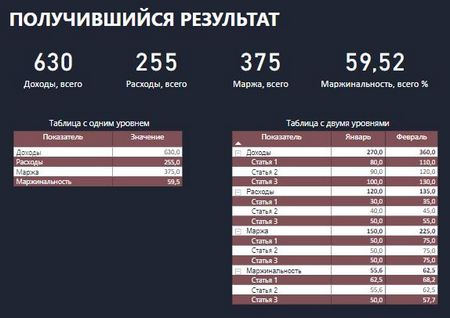 ПОЛУЧИВШИЙСЯ РЕЗУЛЬТАТ
630 255 375 59,52
Доходы, всего Расходы, всего Маржа, всего Маржинальность, всего %
Таблица с одним уровнем
Показатель Значение
Доходы 630,0
Расходы 255,0
Маржа 375,0
Маржинальность 59,5
Таблица с двумя уровнями
Показатель Январь Февраль
Доходы 270,0 360,0
Статья 1 80,0 110,0
Статья 2 90,0 120,0
Статья 3 100,0 130,0
Расходы 120,0 135,0
Статья 1 30,0 35,0
Статья 2 40,0 45,0
Статья 3 50,0 55,0
Маржа 150,0 225,0
Статья 1 50,0 75,0
Статья 2 50,0 75,0
Статья 3 50,0 75,0
Маржинальность 55,6 62,5
Статья 1 62,5 68,2
Статья 2 55,6 62,5
Статья 3 50,0 57,7